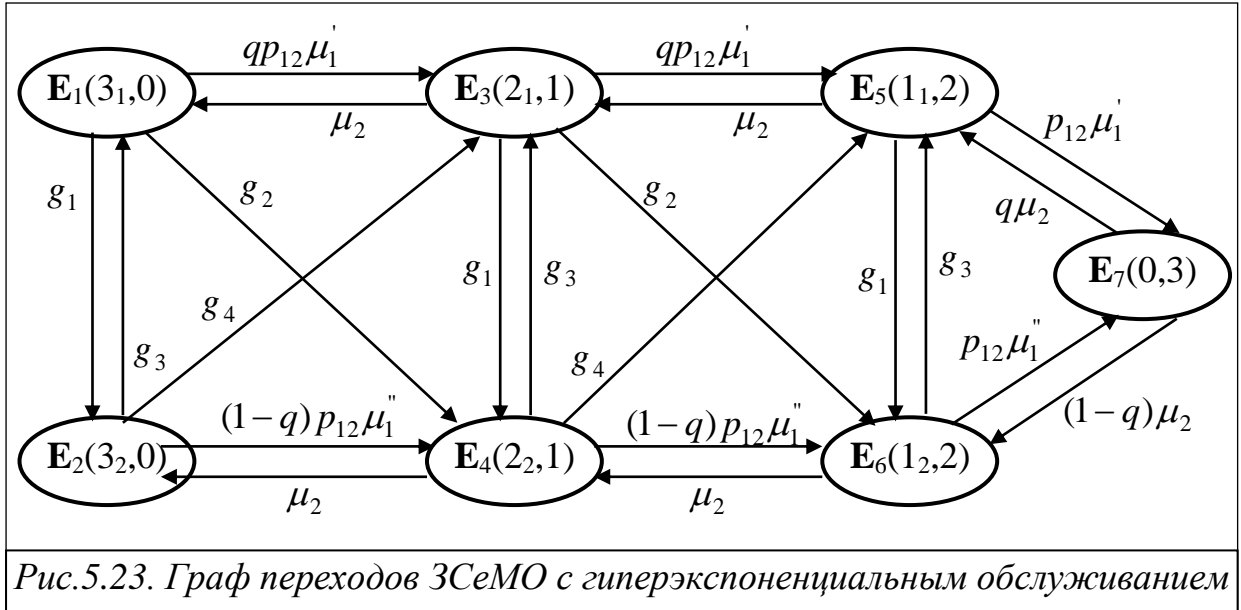 qp₁₂μ₁' qp₁₂μ₁'
E₁(3₁,0) E₃(2₁,1) E₅(1₁,2)
μ₂ μ₂ p₁₂μ₁'
g₁ g₂ g₂ qμ₂
g₁ g₃ g₁ g₃ E₇(0,3)
g₄
g₃ g₄ p₁₂μ₁"
(1−q)p₁₂μ₁" (1−q)p₁₂μ₁" (1−q)μ₂
E₂(3₂,0) E₄(2₂,1) E₆(1₂,2)
μ₂ μ₂
Рис.5.23. Граф переходов ЗСеМО с гиперэкспоненциальным обслуживанием